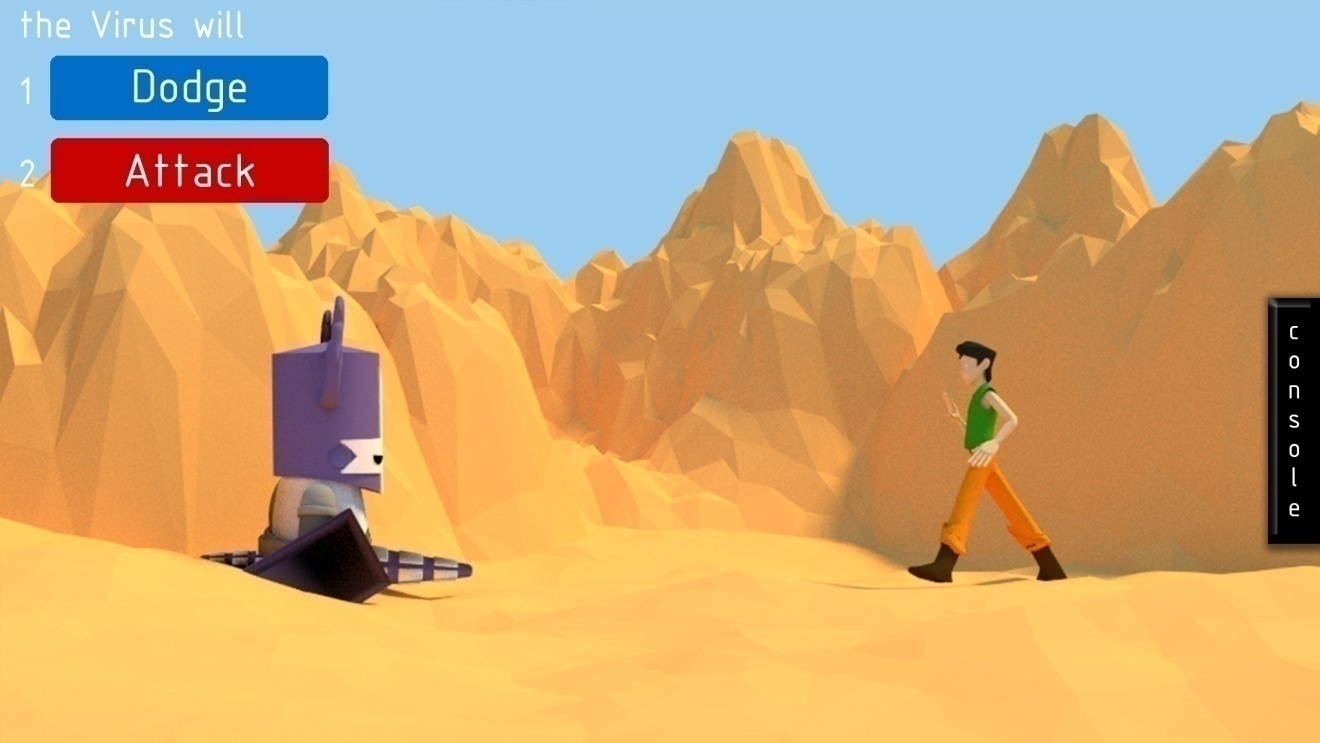 the Virus will
1 Dodge
2 Attack
console